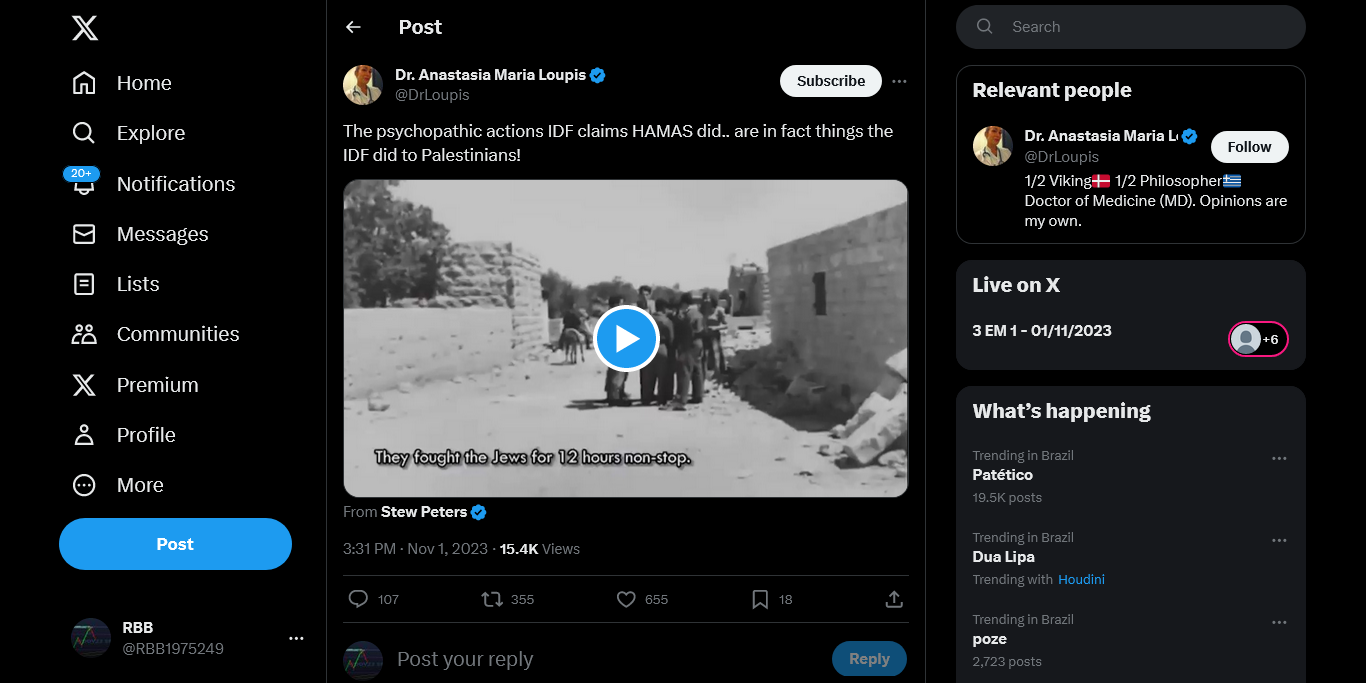 Home
Explore
20+
Notifications
Messages
Lists
Communities
Premium
Profile
More
Post
RBB
@RBB1975249
Post
Dr. Anastasia Maria Loupis
@DrLoupis
Subscribe
The psychopathic actions IDF claims HAMAS did.. are in fact things the
IDF did to Palestinians!
They fought the Jews for 12 hours non-stop.
From Stew Peters
3:31 PM · Nov 1, 2023 · 15.4K Views
107 355 655 18
Post your reply
Reply
Search
Relevant people
Dr. Anastasia Maria L
@DrLoupis
Follow
1/2 Viking🇩🇰 1/2 Philosopher🇬🇷
Doctor of Medicine (MD). Opinions are
my own.
Live on X
3 EM 1 - 01/11/2023
+6
What's happening
Trending in Brazil
Patético
19.5K posts
Trending in Brazil
Dua Lipa
Trending with Houdini
Trending in Brazil
poze
2,723 posts